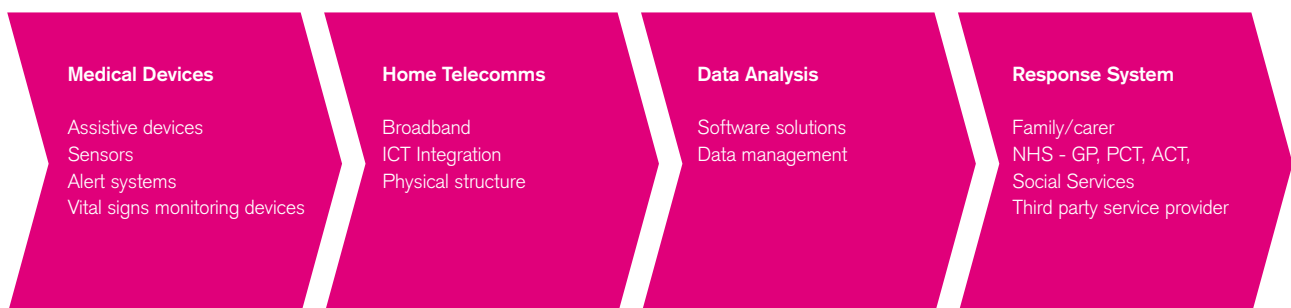 Medical Devices
Assistive devices
Sensors
Alert systems
Vital signs monitoring devices
Home Telecomms
Broadband
ICT Integration
Physical structure
Data Analysis
Software solutions
Data management
Response System
Family/carer
NHS - GP, PCT, ACT,
Social Services
Third party service provider